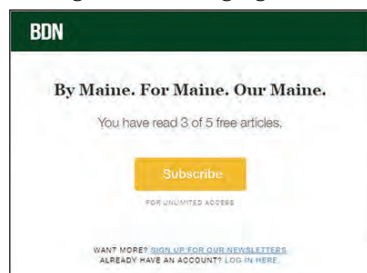 BDN
By Maine. For Maine. Our Maine.
You have read 3 of 5 free articles.
Subscribe
FOR UNLIMITED ACCESS
WANT MORE? SIGN UP FOR OUR NEWSLETTERS
ALREADY HAVE AN ACCOUNT? LOG IN HERE.